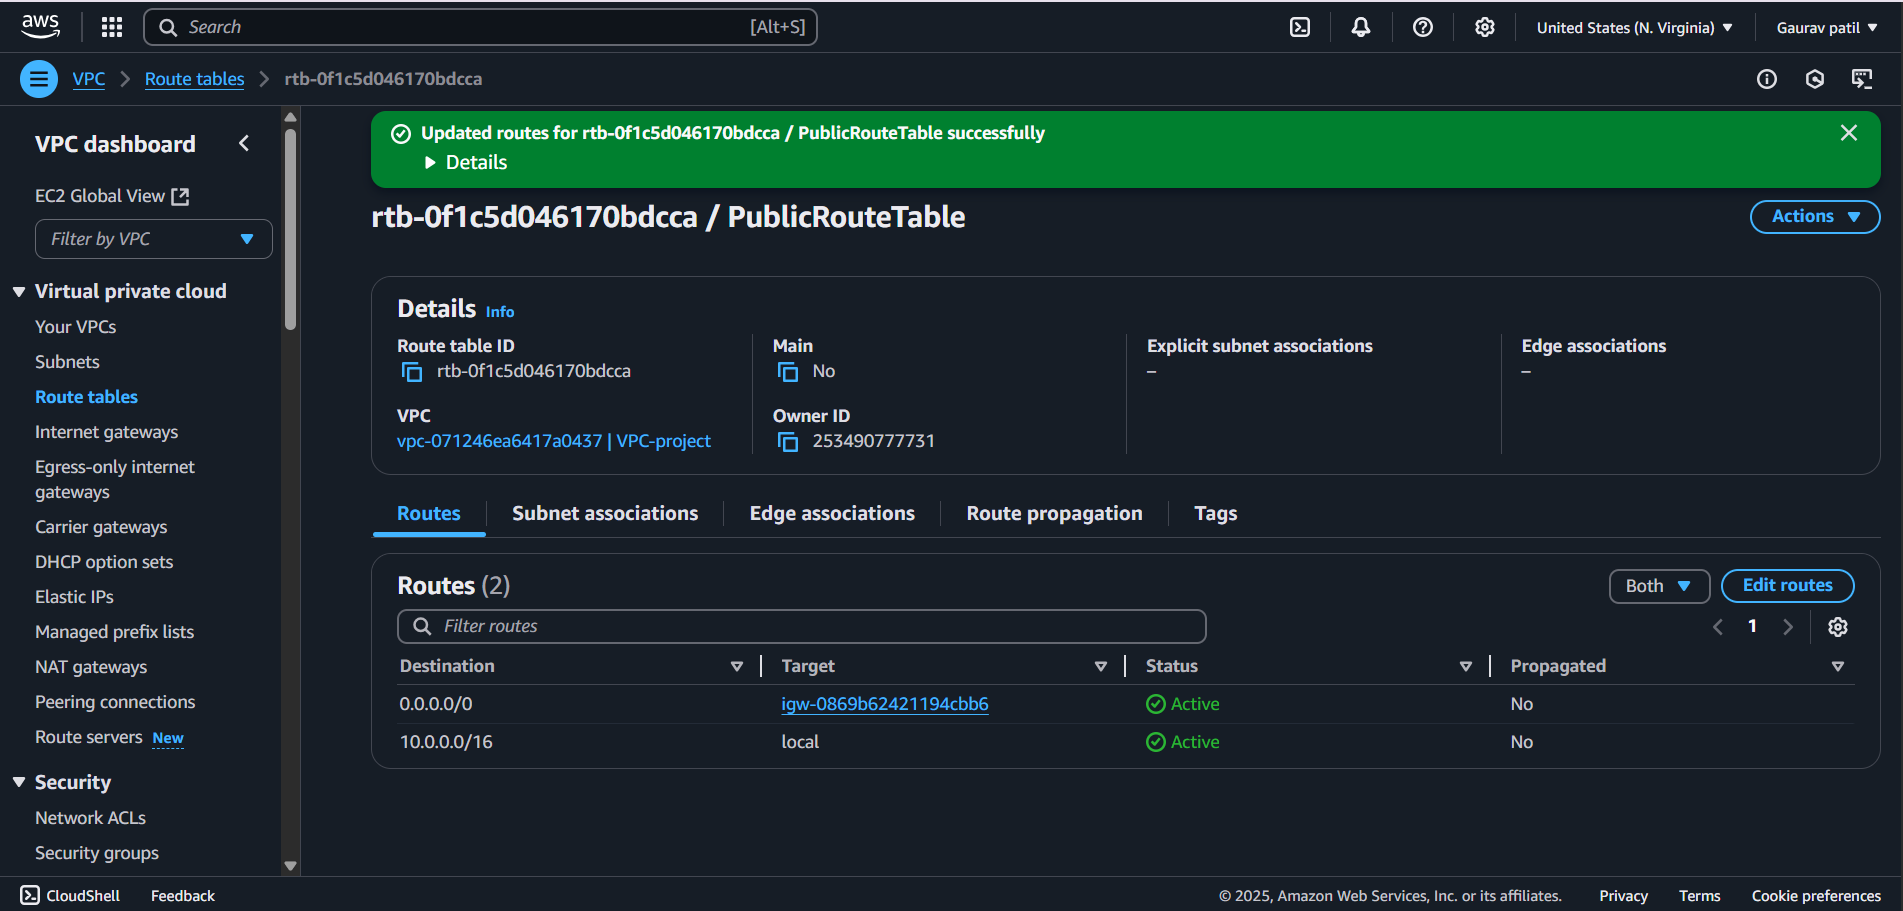 aws
Search [Alt+S]
United States (N. Virginia)
Gaurav patil
VPC
Route tables
rtb-0f1c5d046170bdcca
VPC dashboard
EC2 Global View
Filter by VPC
Virtual private cloud
Your VPCs
Subnets
Route tables
Internet gateways
Egress-only internet
gateways
Carrier gateways
DHCP option sets
Elastic IPs
Managed prefix lists
NAT gateways
Peering connections
Route servers New
Security
Network ACLs
Security groups
Updated routes for rtb-0f1c5d046170bdcca / PublicRouteTable successfully
Details
rtb-0f1c5d046170bdcca / PublicRouteTable
Actions
Details Info
Route table ID
rtb-0f1c5d046170bdcca
Main
No
Explicit subnet associations
–
Edge associations
–
VPC
vpc-071246ea6417a0437 | VPC-project
Owner ID
253490777731
Routes
Subnet associations
Edge associations
Route propagation
Tags
Routes (2)
Both
Edit routes
Filter routes
1
Destination Target Status Propagated
0.0.0.0/0 igw-0869b62421194cbb6 Active No
10.0.0.0/16 local Active No
CloudShell
Feedback
© 2025, Amazon Web Services, Inc. or its affiliates.
Privacy
Terms
Cookie preferences